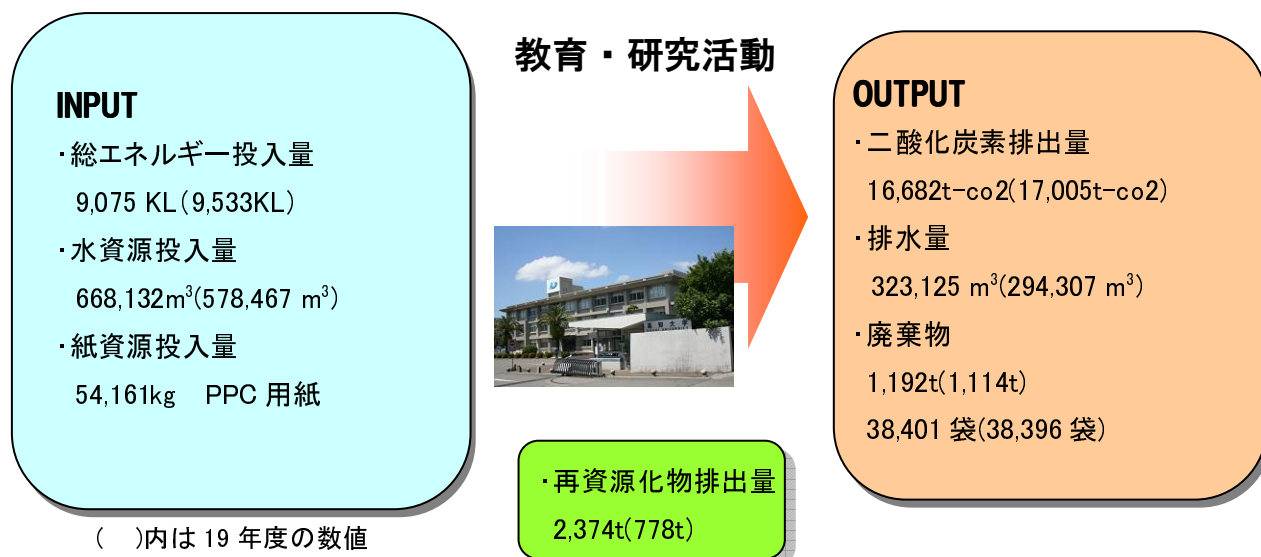 教育・研究活動
INPUT
・総エネルギー投入量
9,075 KL(9,533KL)
・水資源投入量
668,132m³(578,467 m³)
・紙資源投入量
54,161kg PPC 用紙
( )内は 19 年度の数値
・再資源化物排出量
2,374t(778t)
OUTPUT
・二酸化炭素排出量
16,682t-co2(17,005t-co2)
・排水量
323,125 m³(294,307 m³)
・廃棄物
1,192t(1,114t)
38,401 袋(38,396 袋)